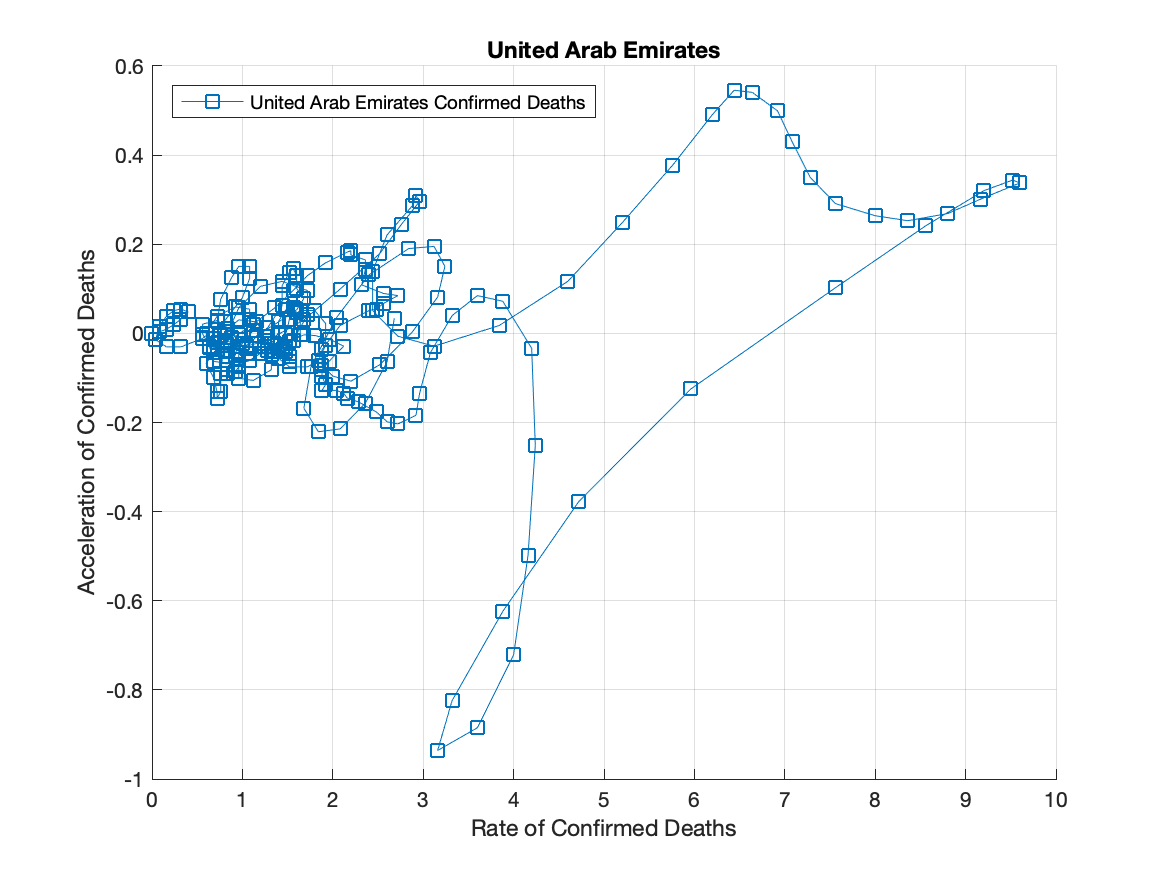 United Arab Emirates
United Arab Emirates Confirmed Deaths
0.6
0.4
0.2
0
-0.2
-0.4
-0.6
-0.8
-1
Acceleration of Confirmed Deaths
0 1 2 3 4 5 6 7 8 9 10
Rate of Confirmed Deaths